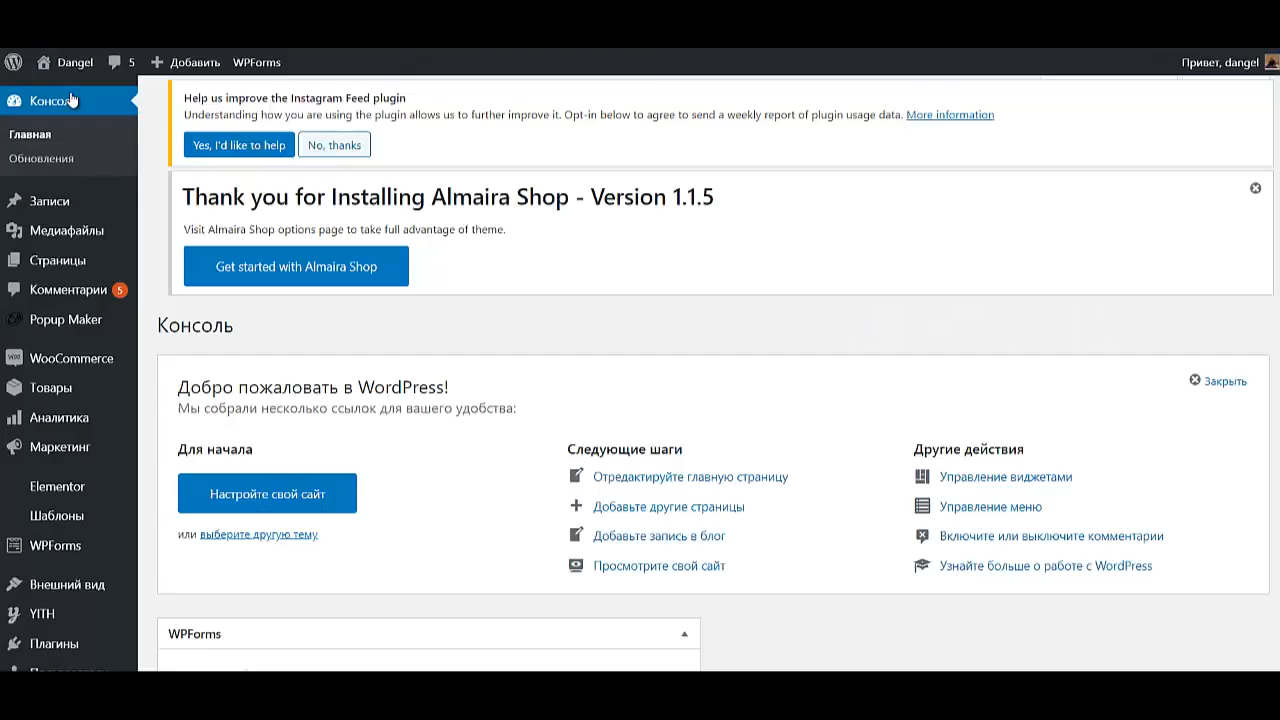 Dangel 5 Добавить WPForms Привет, dangel
Консоль
Главная
Обновления
Записи
Медиафайлы
Страницы
Комментарии 5
Popup Maker
WooCommerce
Товары
Аналитика
Маркетинг
Elementor
Шаблоны
WPForms
Внешний вид
YITH
Плагины
Help us improve the Instagram Feed plugin
Understanding how you are using the plugin allows us to further improve it. Opt-in below to agree to send a weekly report of plugin usage data. More information
Yes, I'd like to help No, thanks
Thank you for Installing Almaira Shop - Version 1.1.5
Visit Almaira Shop options page to take full advantage of theme.
Get started with Almaira Shop
Консоль
Добро пожаловать в WordPress!
Закрыть
Мы собрали несколько ссылок для вашего удобства:
Для начала
Настройте свой сайт
или выберите другую тему
Следующие шаги
Отредактируйте главную страницу
Добавьте другие страницы
Добавьте запись в блог
Просмотрите свой сайт
Другие действия
Управление виджетами
Управление меню
Включите или выключите комментарии
Узнайте больше о работе с WordPress
WPForms